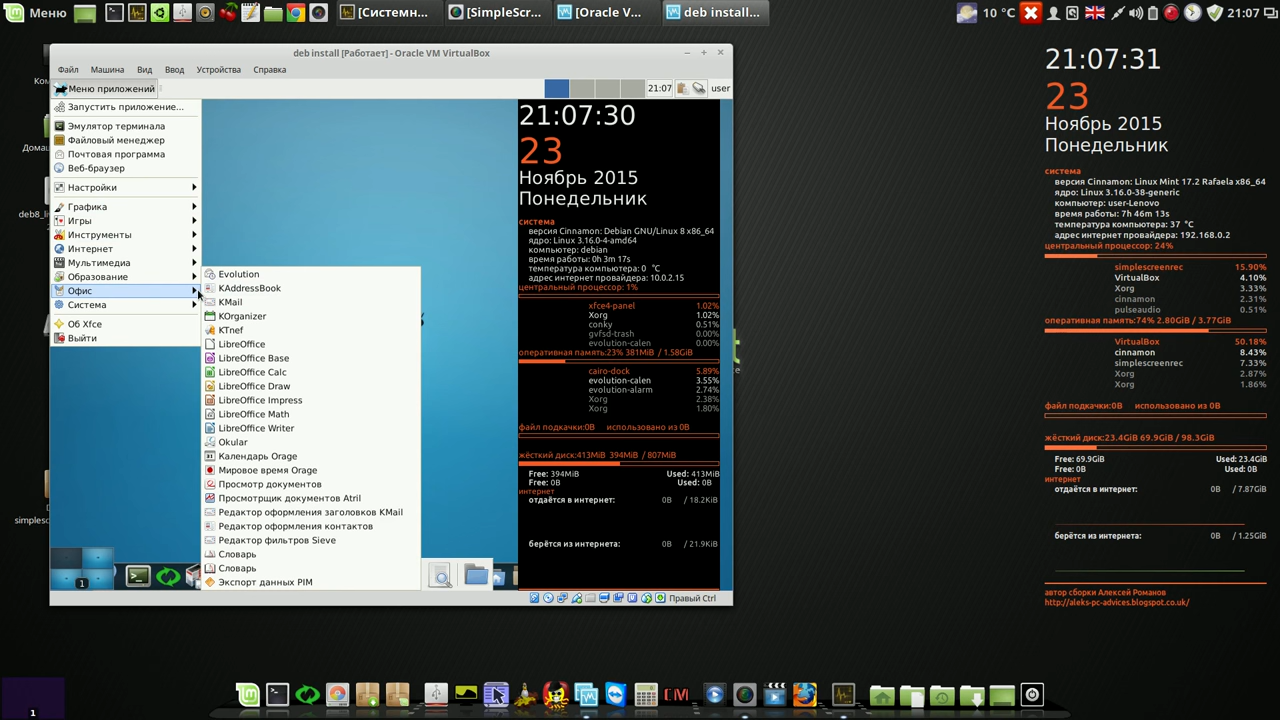 Меню
[Системн...
[SimpleScr...
[Oracle V...
deb install...
10 °C
21:07
deb install [Работает] - Oracle VM VirtualBox
Файл Машина Вид Ввод Устройства Справка
Меню приложений
21:07
user
Запустить приложение...
Эмулятор терминала
Файловый менеджер
Почтовая программа
Веб-браузер
Настройки
Графика
Игры
Инструменты
Интернет
Мультимедиа
Образование
Офис
Система
Об Xfce
Выйти
Evolution
KAddressBook
KMail
KOrganizer
KTnef
LibreOffice
LibreOffice Base
LibreOffice Calc
LibreOffice Draw
LibreOffice Impress
LibreOffice Math
LibreOffice Writer
Okular
Календарь Orage
Мировое время Orage
Просмотр документов
Просмотрщик документов Atril
Редактор оформления заголовков KMail
Редактор оформления контактов
Редактор фильтров Sieve
Словарь
Словарь
Экспорт данных PIM
1
21:07:30
23
Ноябрь 2015
Понедельник
система
версия Cinnamon: Debian GNU/Linux 8 x86_64
ядро: Linux 3.16.0-4-amd64
компьютер: debian
время работы: 0h 3m 17s
температура компьютера: 0 °C
адрес интернет провайдера: 10.0.2.15
центральный процессор: 1%
xfce4-panel 1.02%
Xorg 1.02%
conky 0.51%
gvfsd-trash 0.00%
evolution-calen 0.00%
оперативная память:23% 381MiB / 1.58GiB
cairo-dock 5.89%
evolution-calen 3.55%
evolution-alarm 2.74%
Xorg 2.38%
Xorg 1.80%
файл подкачки:0B использовано из 0B
жёсткий диск:413MiB 394MiB / 807MiB
Free: 394MiB Used: 413MiB
Free: 0B Used: 0B
интернет
отдаётся в интернет: 0B / 18.2KiB
берётся из интернета: 0B / 21.9KiB
Правый Ctrl
21:07:31
23
Ноябрь 2015
Понедельник
система
версия Cinnamon: Linux Mint 17.2 Rafaela x86_64
ядро: Linux 3.16.0-38-generic
компьютер: user-Lenovo
время работы: 7h 46m 13s
температура компьютера: 37 °C
адрес интернет провайдера: 192.168.0.2
центральный процессор: 24%
simplescreenrec 15.90%
VirtualBox 4.10%
Xorg 3.33%
cinnamon 2.31%
pulseaudio 0.51%
оперативная память:74% 2.80GiB / 3.77GiB
VirtualBox 50.18%
cinnamon 8.43%
simplescreenrec 7.33%
Xorg 2.87%
Xorg 1.86%
файл подкачки:0B использовано из 0B
жёсткий диск:23.4GiB 69.9GiB / 98.3GiB
Free: 69.9GiB Used: 23.4GiB
Free: 0B Used: 0B
интернет
отдаётся в интернет: 0B / 7.87GiB
берётся из интернета: 0B / 1.25GiB
автор сборки Алексей Романов
http://aleks-pc-advices.blogspot.co.uk/
1